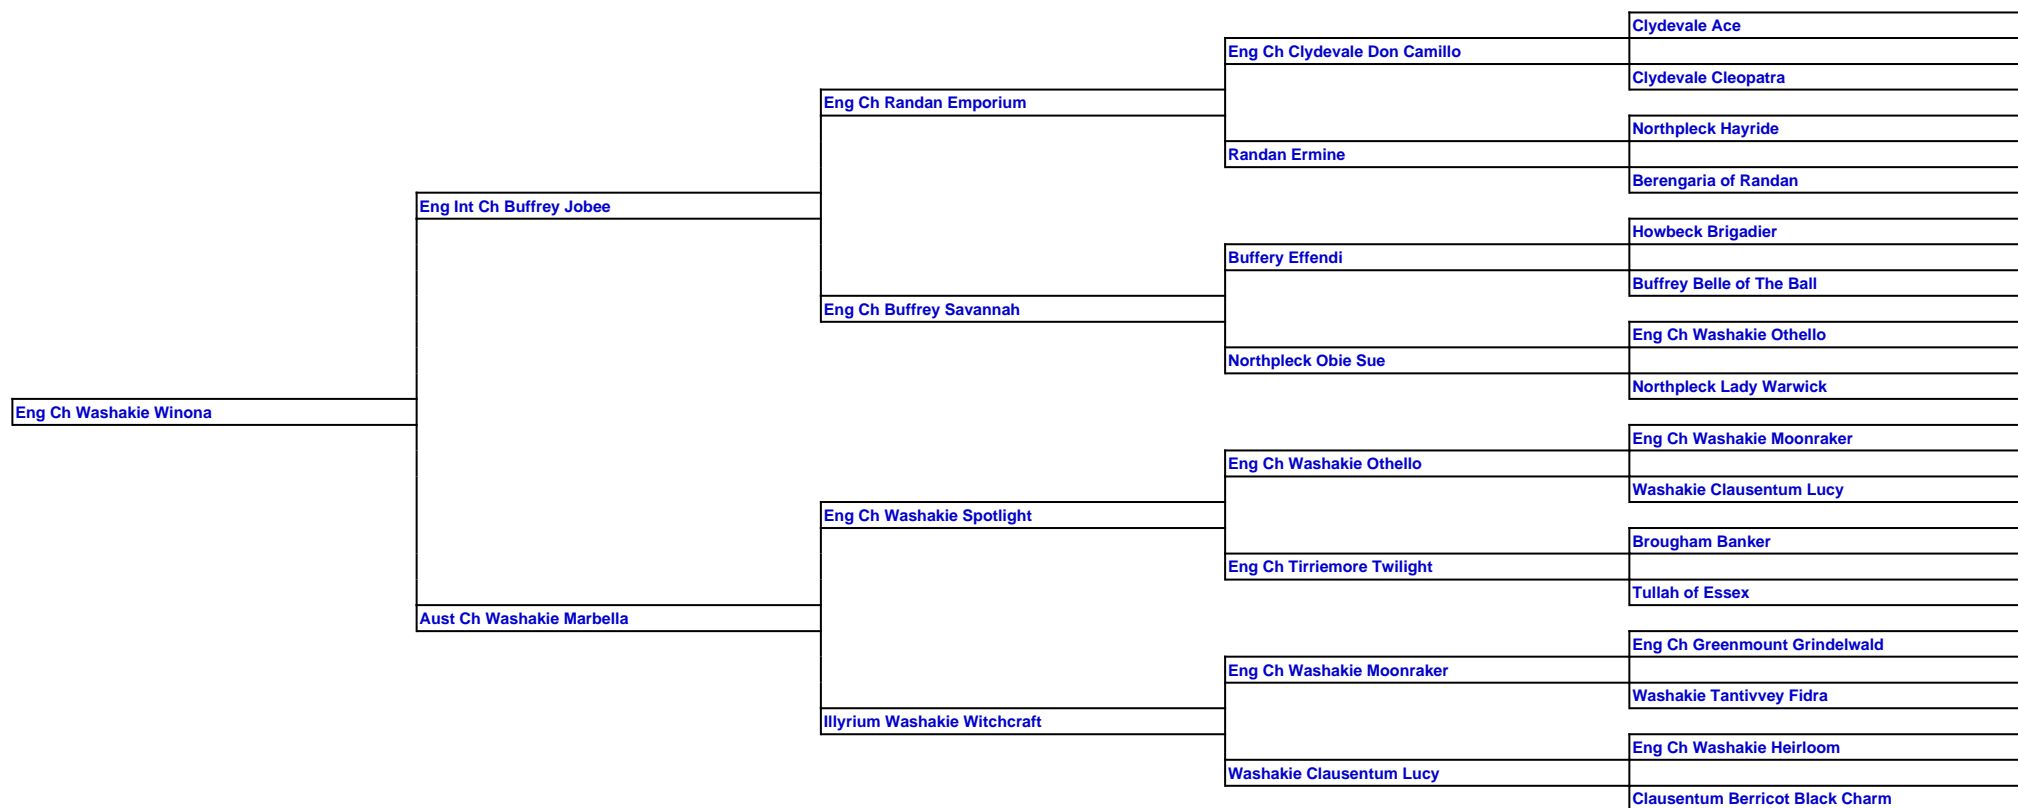 Clydevale Ace
Eng Ch Clydevale Don Camillo
Clydevale Cleopatra
Eng Ch Randan Emporium
Northpleck Hayride
Randan Ermine
Berengaria of Randan
Eng Int Ch Buffrey Jobee
Howbeck Brigadier
Buffery Effendi
Buffrey Belle of The Ball
Eng Ch Buffrey Savannah
Eng Ch Washakie Othello
Northpleck Obie Sue
Northpleck Lady Warwick
Eng Ch Washakie Winona
Eng Ch Washakie Moonraker
Eng Ch Washakie Othello
Washakie Clausentum Lucy
Eng Ch Washakie Spotlight
Brougham Banker
Eng Ch Tirriemore Twilight
Tullah of Essex
Aust Ch Washakie Marbella
Eng Ch Greenmount Grindelwald
Eng Ch Washakie Moonraker
Washakie Tantivvey Fidra
Illyrium Washakie Witchcraft
Eng Ch Washakie Heirloom
Washakie Clausentum Lucy
Clausentum Berricot Black Charm